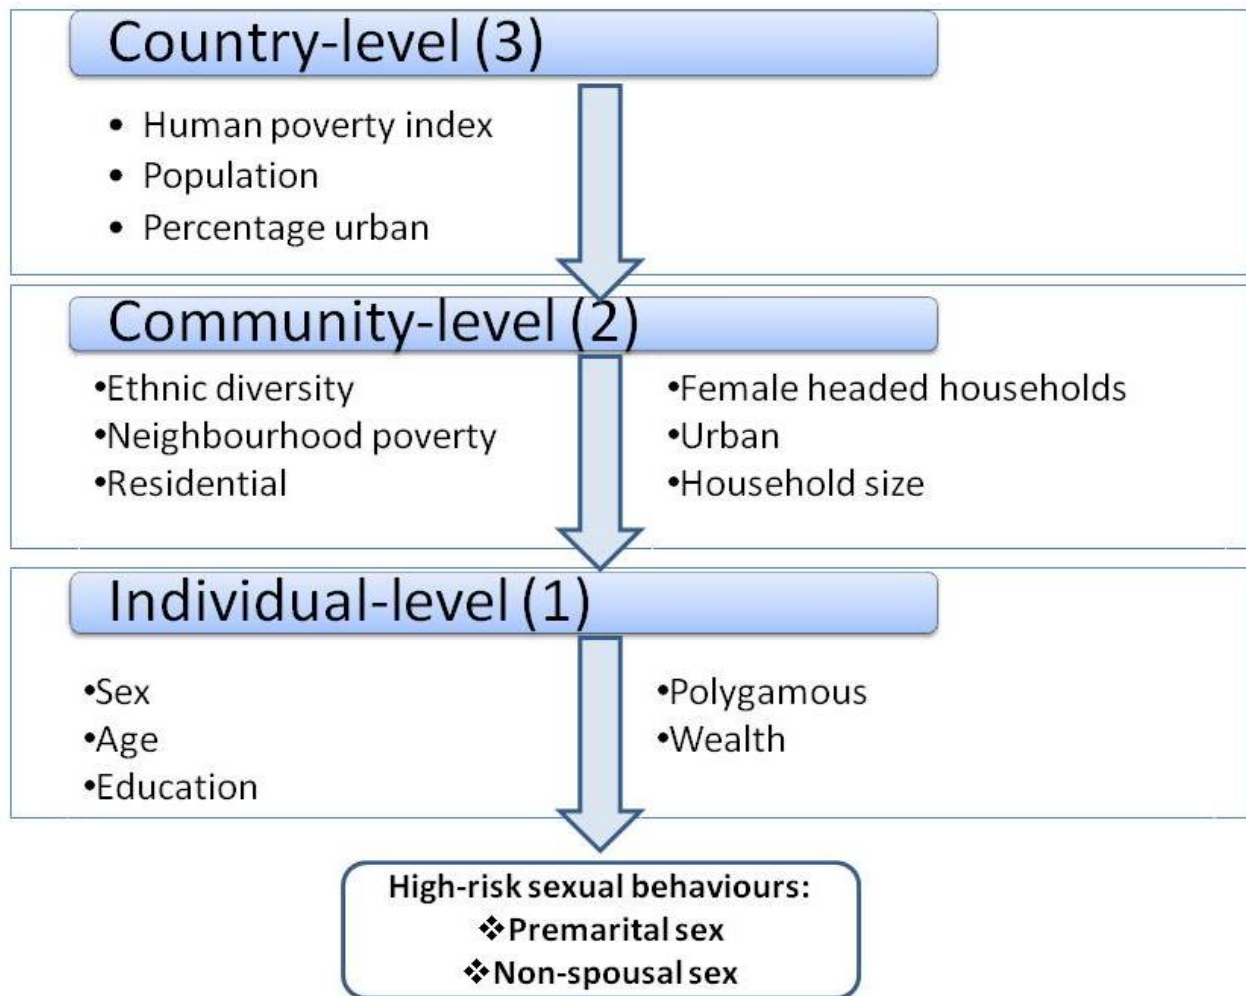 Country-level (3)
• Human poverty index
• Population
• Percentage urban
Community-level (2)
•Ethnic diversity
•Neighbourhood poverty
•Residential
•Female headed households
•Urban
•Household size
Individual-level (1)
•Sex
•Age
•Education
•Polygamous
•Wealth
High-risk sexual behaviours:
❖Premarital sex
❖Non-spousal sex